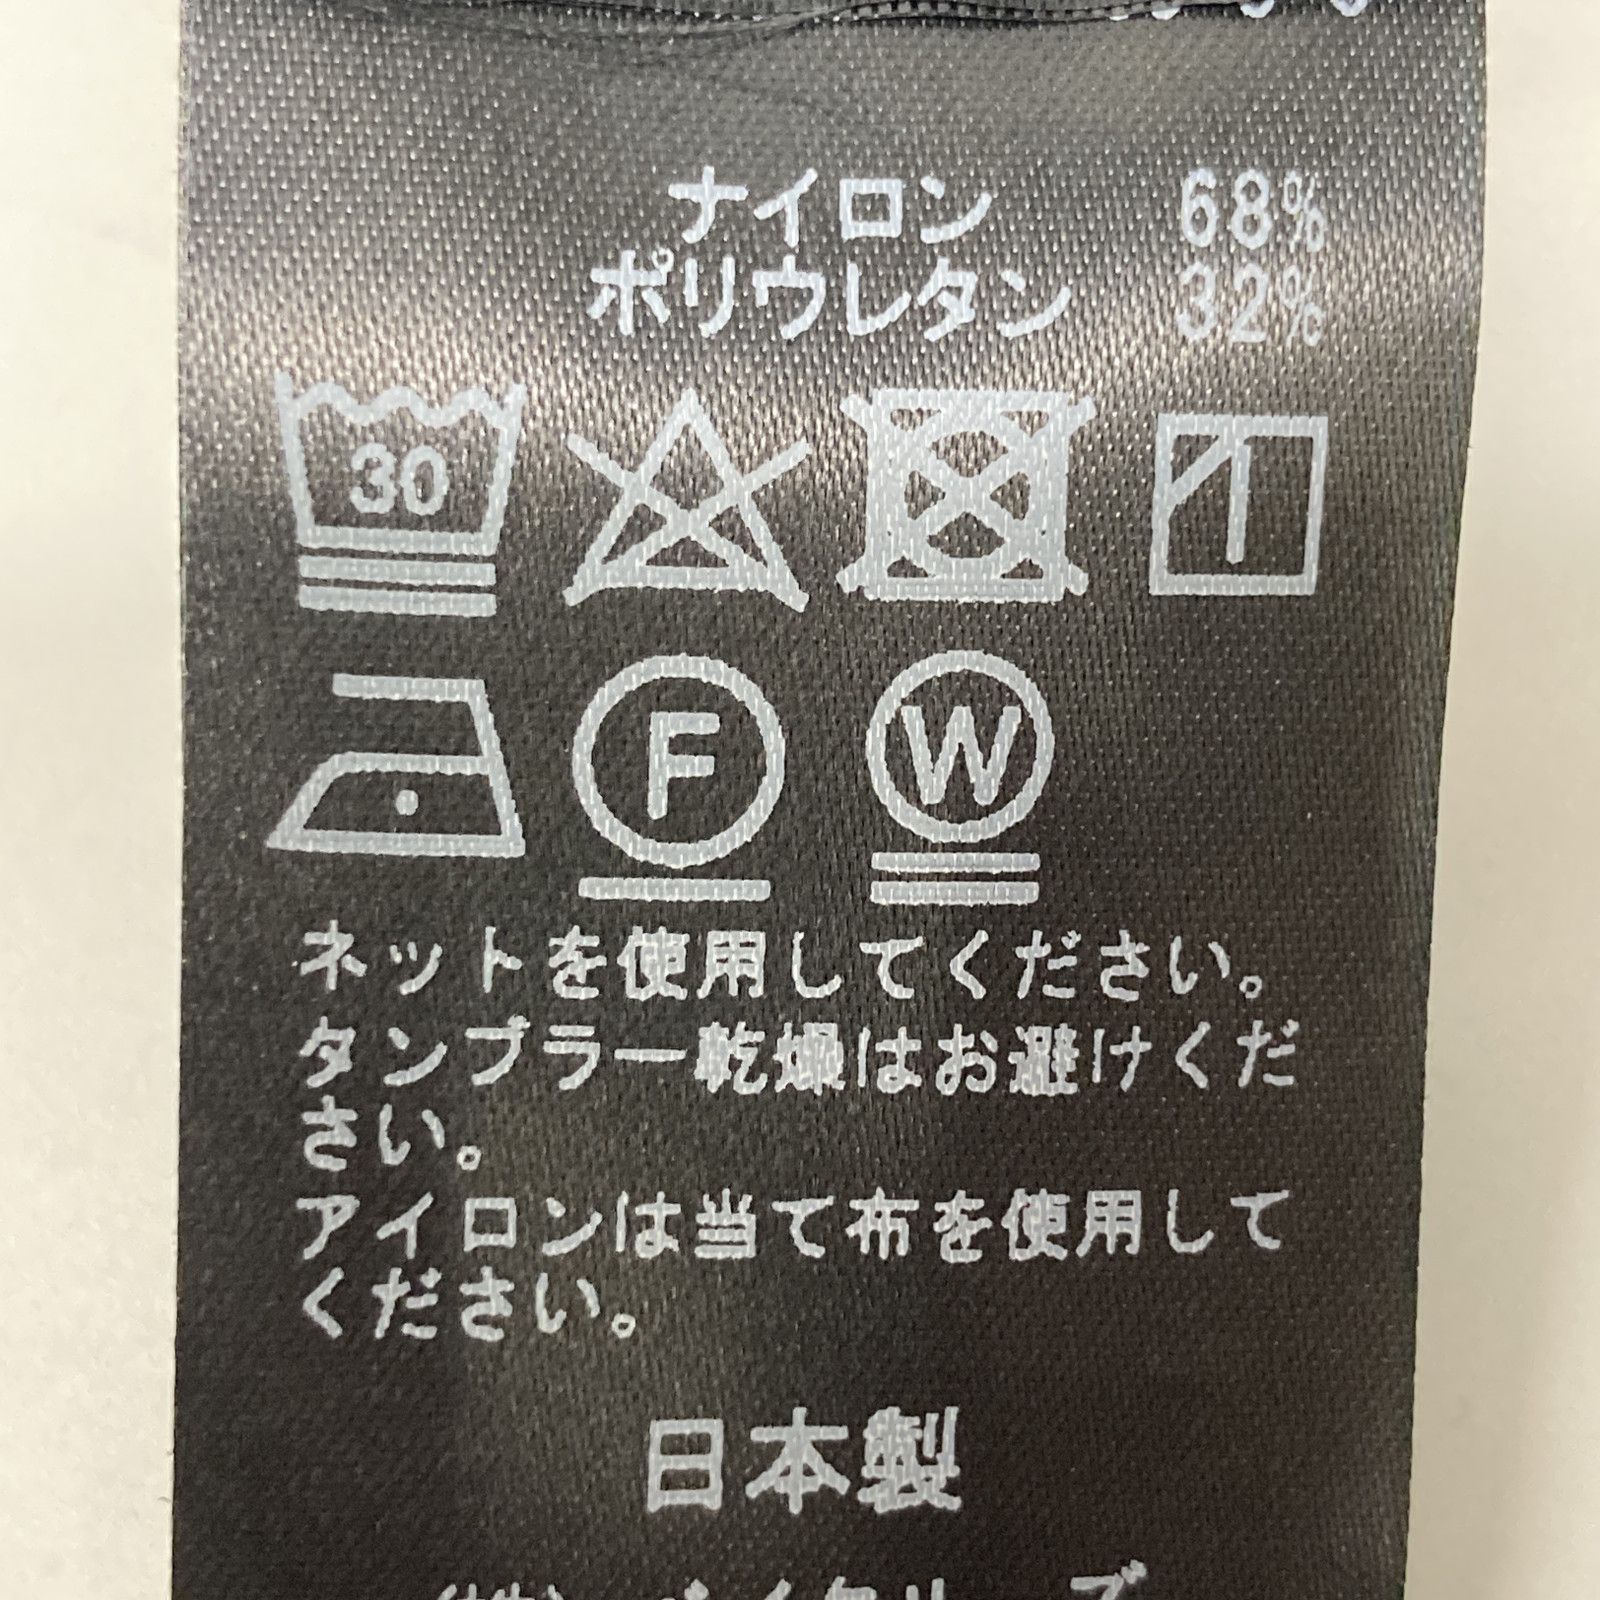 ナイロン 68%
ポリウレタン 32%
30
F
W
ネットを使用してください。
タンブラー乾燥はお避けくだ
さい。
アイロンは当て布を使用して
ください。
日本製